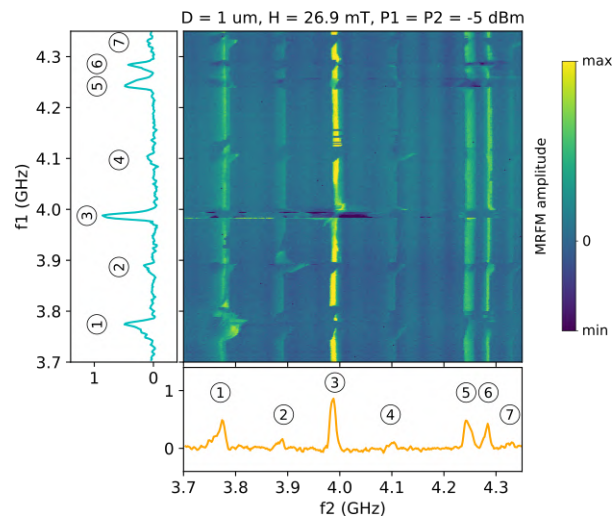 D = 1 um, H = 26.9 mT, P1 = P2 = -5 dBm
f1 (GHz)
4.3
4.2
4.1
4.0
3.9
3.8
3.7
7
6
5
4
3
2
1
1 0
max
0
min
MRFM amplitude
1
0
1 2 3 4 5 6 7
3.7 3.8 3.9 4.0 4.1 4.2 4.3
f2 (GHz)